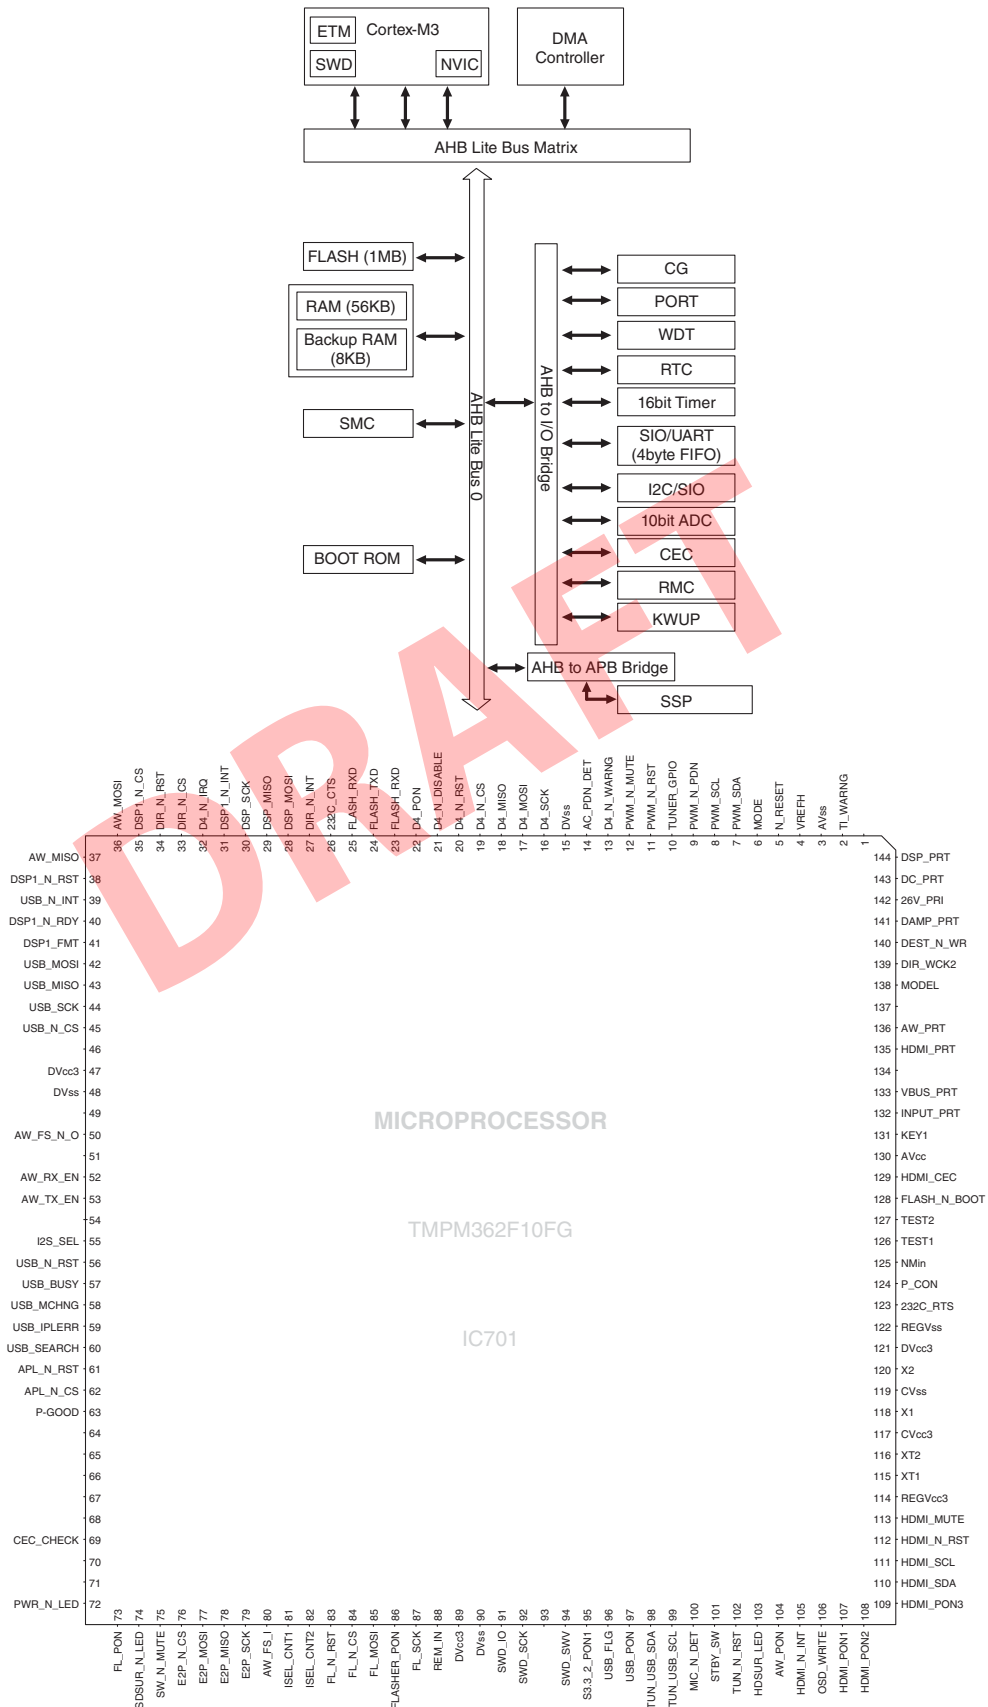 ETM
Cortex-M3
SWD
NVIC
DMA
Controller
AHB Lite Bus Matrix
FLASH (1MB)
RAM (56KB)
Backup RAM
(8KB)
SMC
BOOT ROM
AHB Lite Bus 0
AHB to I/O Bridge
CG
PORT
WDT
RTC
16bit Timer
SIO/UART
(4byte FIFO)
I2C/SIO
10bit ADC
CEC
RMC
KWUP
AHB to APB Bridge
SSP
DRAFT
36 AW_MOSI
35 DSP1_N_CS
34 DIR_N_RST
33 DIR_N_CS
32 D4_N_IRQ
31 DSP1_N_INT
30 DSP_SCK
29 DSP_MISO
28 DSP_MOSI
27 DIR_N_INT
26 232C_CTS
25 FLASH_RXD
24 FLASH_TXD
23 FLASH_RXD
22 D4_PON
21 D4_N_DISABLE
20 D4_N_RST
19 D4_N_CS
18 D4_MISO
17 D4_MOSI
16 D4_SCK
15 DVss
14 AC_PDN_DET
13 D4_N_WARNG
12 PWM_N_MUTE
11 PWM_N_RST
10 TUNER_GPIO
9 PWM_N_PDN
8 PWM_SCL
7 PWM_SDA
6 MODE
5 N_RESET
4 VREFH
3 AVss
2 TI_WARNG
1
AW_MISO 37
DSP1_N_RST 38
USB_N_INT 39
DSP1_N_RDY 40
DSP1_FMT 41
USB_MOSI 42
USB_MISO 43
USB_SCK 44
USB_N_CS 45
46
DVcc3 47
DVss 48
49
AW_FS_N_O 50
51
AW_RX_EN 52
AW_TX_EN 53
54
I2S_SEL 55
USB_N_RST 56
USB_BUSY 57
USB_MCHNG 58
USB_IPLERR 59
USB_SEARCH 60
APL_N_RST 61
APL_N_CS 62
P-GOOD 63
64
65
66
67
68
CEC_CHECK 69
70
71
PWR_N_LED 72
MICROPROCESSOR
TMPM362F10FG
IC701
144 DSP_PRT
143 DC_PRT
142 26V_PRI
141 DAMP_PRT
140 DEST_N_WR
139 DIR_WCK2
138 MODEL
137
136 AW_PRT
135 HDMI_PRT
134
133 VBUS_PRT
132 INPUT_PRT
131 KEY1
130 AVcc
129 HDMI_CEC
128 FLASH_N_BOOT
127 TEST2
126 TEST1
125 NMin
124 P_CON
123 232C_RTS
122 REGVss
121 DVcc3
120 X2
119 CVss
118 X1
117 CVcc3
116 XT2
115 XT1
114 REGVcc3
113 HDMI_MUTE
112 HDMI_N_RST
111 HDMI_SCL
110 HDMI_SDA
109 HDMI_PON3
FL_PON 73
SDSUR_N_LED 74
SW_N_MUTE 75
E2P_N_CS 76
E2P_MOSI 77
E2P_MISO 78
E2P_SCK 79
AW_FS_I 80
ISEL_CNT1 81
ISEL_CNT2 82
FL_N_RST 83
FL_N_CS 84
FL_MOSI 85
FLASHER_PON 86
FL_SCK 87
REM_IN 88
DVcc3 89
DVss 90
SWD_IO 91
SWD_SCK 92
93
SWD_SWV 94
S3.3_2_PON1 95
USB_FLG 96
USB_PON 97
TUN_USB_SDA 98
TUN_USB_SCL 99
MIC_N_DET 100
STBY_SW 101
TUN_N_RST 102
HDSUR_LED 103
AW_PON 104
HDMI_N_INT 105
OSD_WRITE 106
HDMI_PON1 107
HDMI_PON2 108